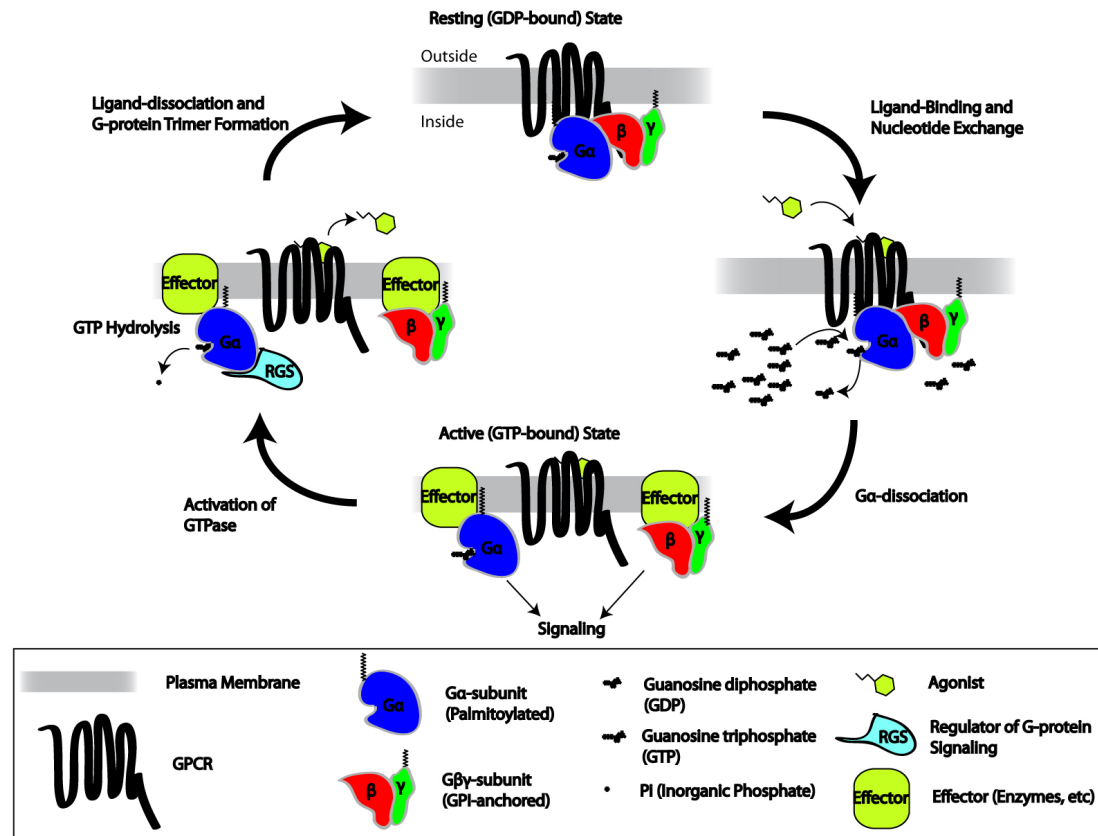 Resting (GDP-bound) State
Outside
Inside
Gα
β
γ
Ligand-dissociation and
G-protein Trimer Formation
Ligand-Binding and
Nucleotide Exchange
Gα
β
γ
Effector
Effector
GTP Hydrolysis
Gα
RGS
β
γ
Active (GTP-bound) State
Effector
Effector
Gα
β
γ
Activation of
GTPase
Gα-dissociation
Signaling
Plasma Membrane
GPCR
Gα
Gα-subunit
(Palmitoylated)
β
γ
Gβγ-subunit
(GPI-anchored)
Guanosine diphosphate
(GDP)
Guanosine triphosphate
(GTP)
PI (Inorganic Phosphate)
Agonist
RGS
Regulator of G-protein
Signaling
Effector
Effector (Enzymes, etc)